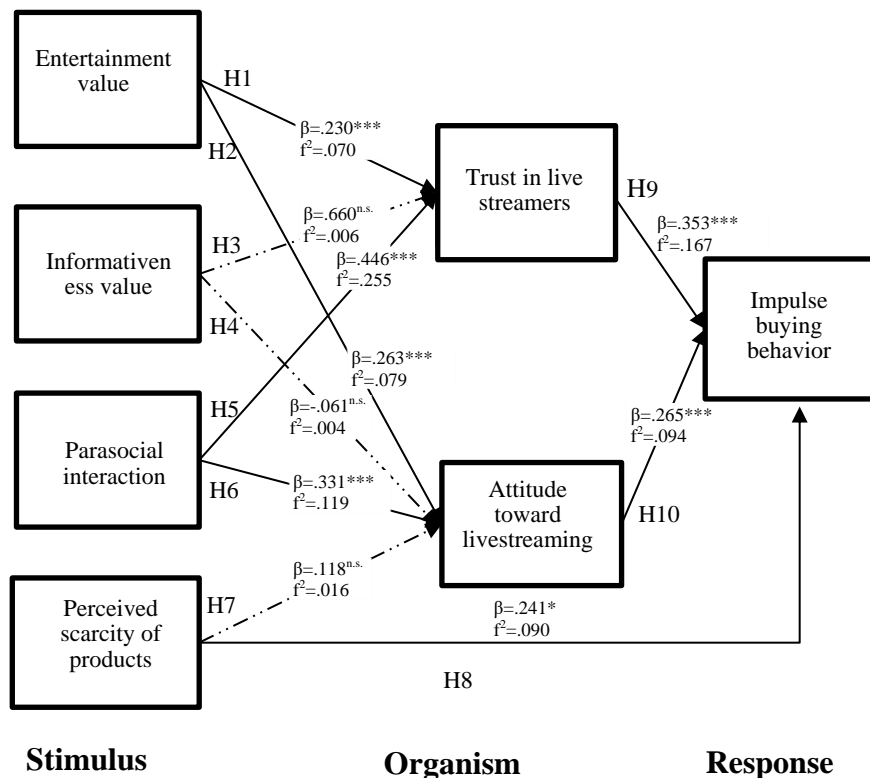 Entertainment
value
H1
β=.230***
f²=.070
H2
Trust in live
streamers
H9
Informativen
ess value
H3
β=.660ⁿ·ˢ·
f²=.006
β=.446***
f²=.255
H4
β=.353***
f²=.167
Impulse
buying
behavior
β=.263***
f²=.079
Parasocial
interaction
H5
β=-.061ⁿ·ˢ·
f²=.004
H6
β=.331***
f²=.119
β=.265***
f²=.094
Attitude
toward
livestreaming
H10
Perceived
scarcity of
products
H7
β=.118ⁿ·ˢ·
f²=.016
β=.241*
f²=.090
H8
Stimulus
Organism
Response